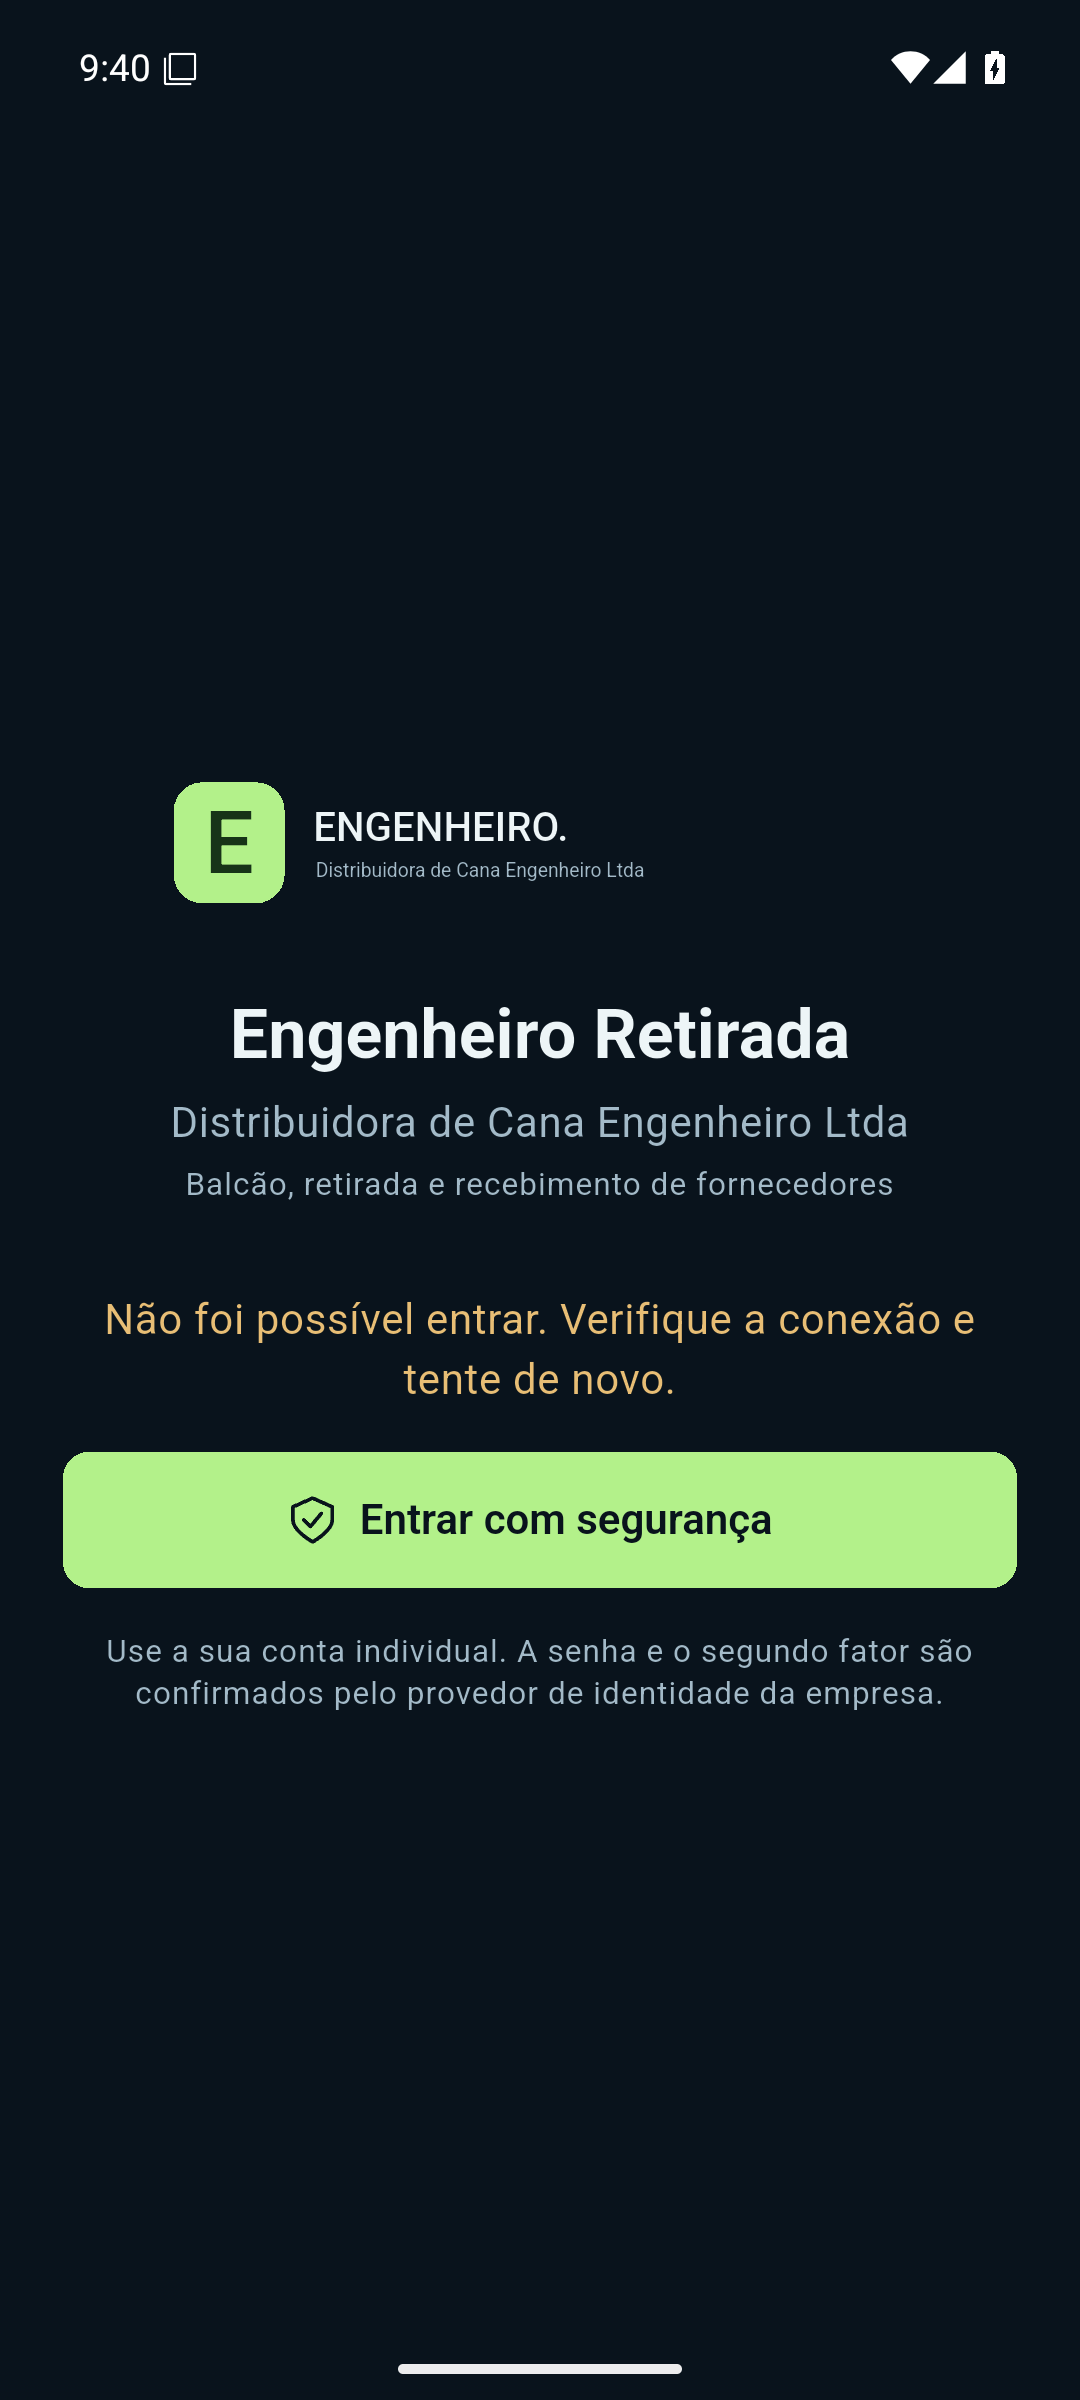 9:40
E
ENGENHEIRO.
Distribuidora de Cana Engenheiro Ltda
Engenheiro Retirada
Distribuidora de Cana Engenheiro Ltda
Balcão, retirada e recebimento de fornecedores
Não foi possível entrar. Verifique a conexão e
tente de novo.
Entrar com segurança
Use a sua conta individual. A senha e o segundo fator são
confirmados pelo provedor de identidade da empresa.